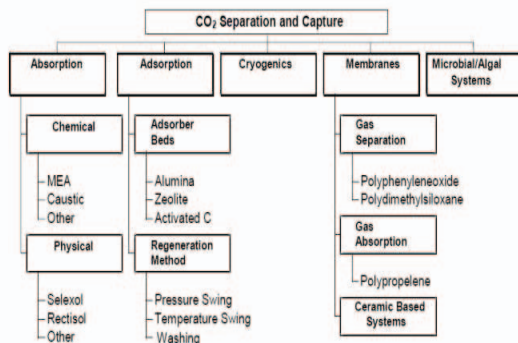 CO₂ Separation and Capture
Absorption
Adsorption
Cryogenics
Membranes
Microbial/Algal
Systems
Chemical
MEA
Caustic
Other
Physical
Selexol
Rectisol
Other
Adsorber
Beds
Alumina
Zeolite
Activated C
Regeneration
Method
Pressure Swing
Temperature Swing
Washing
Gas
Separation
Polyphenyleneoxide
Polydimethylsiloxane
Gas
Absorption
Polypropelene
Ceramic Based
Systems